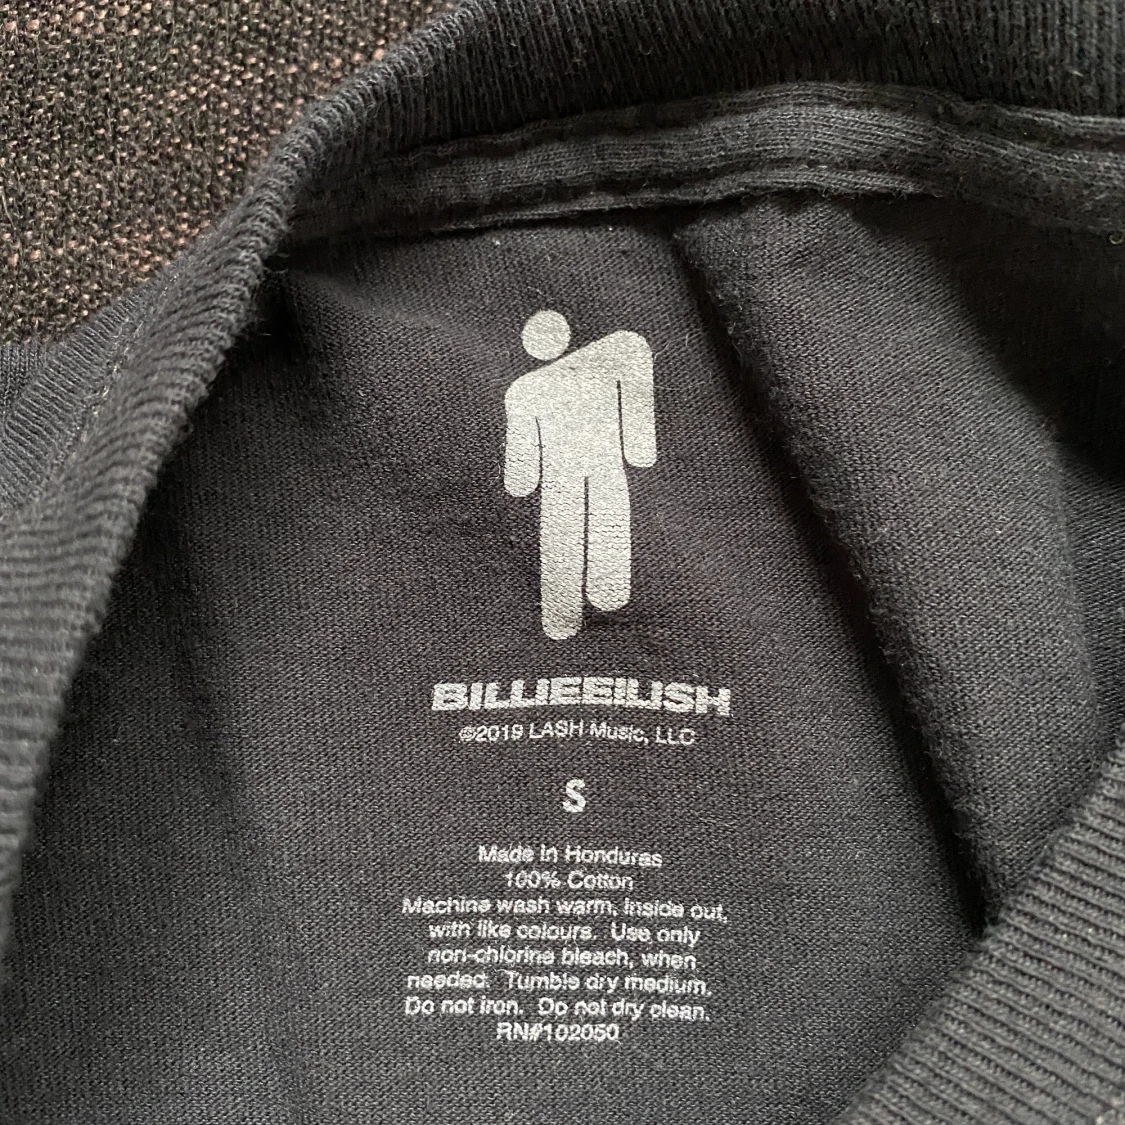 BILLIEEILISH
©2019 LASH Music, LLC
S
Made in Honduras
100% Cotton
Machine wash warm, inside out,
with like colours. Use only
non-chlorine bleach, when
needed. Tumble dry medium.
Do not iron. Do not dry clean.
RN#102050